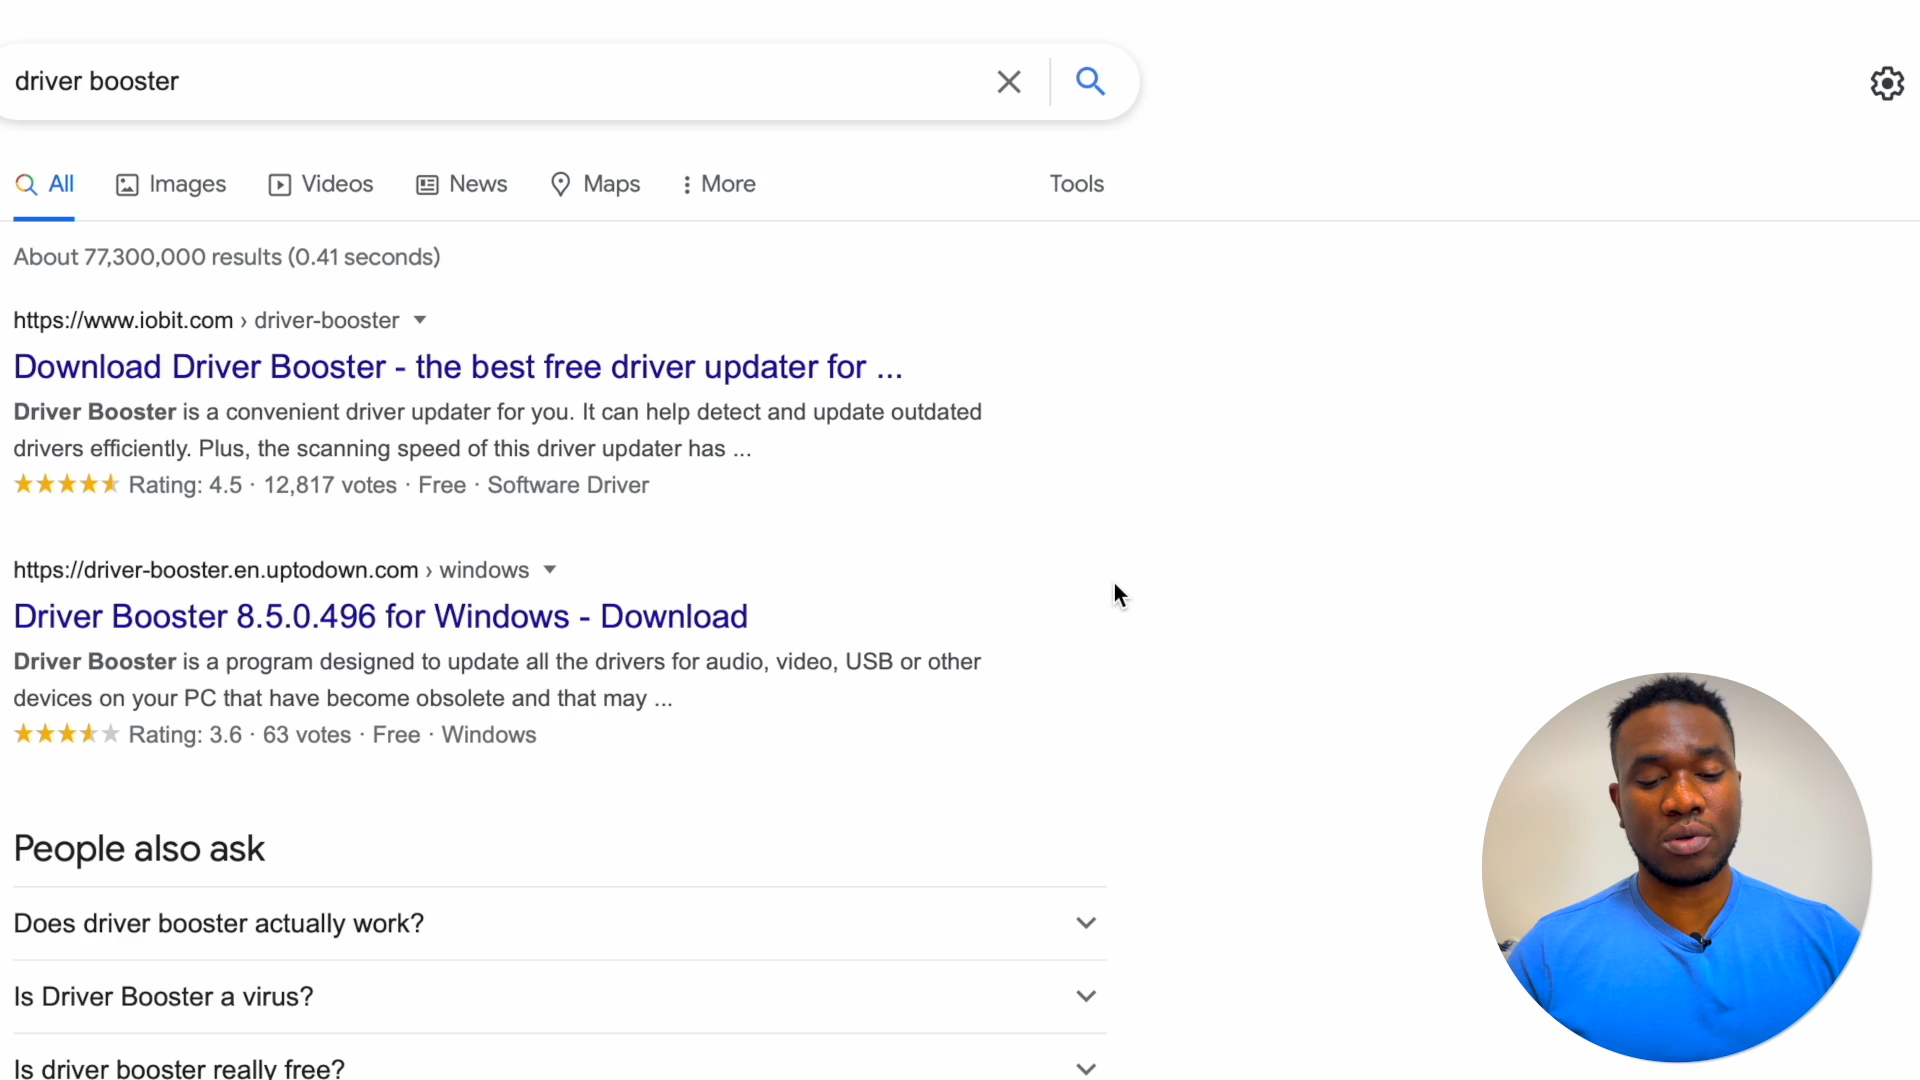 driver booster
All Images Videos News Maps More Tools
About 77,300,000 results (0.41 seconds)
https://www.iobit.com › driver-booster
Download Driver Booster - the best free driver updater for ...
Driver Booster is a convenient driver updater for you. It can help detect and update outdated
drivers efficiently. Plus, the scanning speed of this driver updater has ...
Rating: 4.5 · 12,817 votes · Free · Software Driver
https://driver-booster.en.uptodown.com › windows
Driver Booster 8.5.0.496 for Windows - Download
Driver Booster is a program designed to update all the drivers for audio, video, USB or other
devices on your PC that have become obsolete and that may ...
Rating: 3.6 · 63 votes · Free · Windows
People also ask
Does driver booster actually work?
Is Driver Booster a virus?
Is driver booster really free?